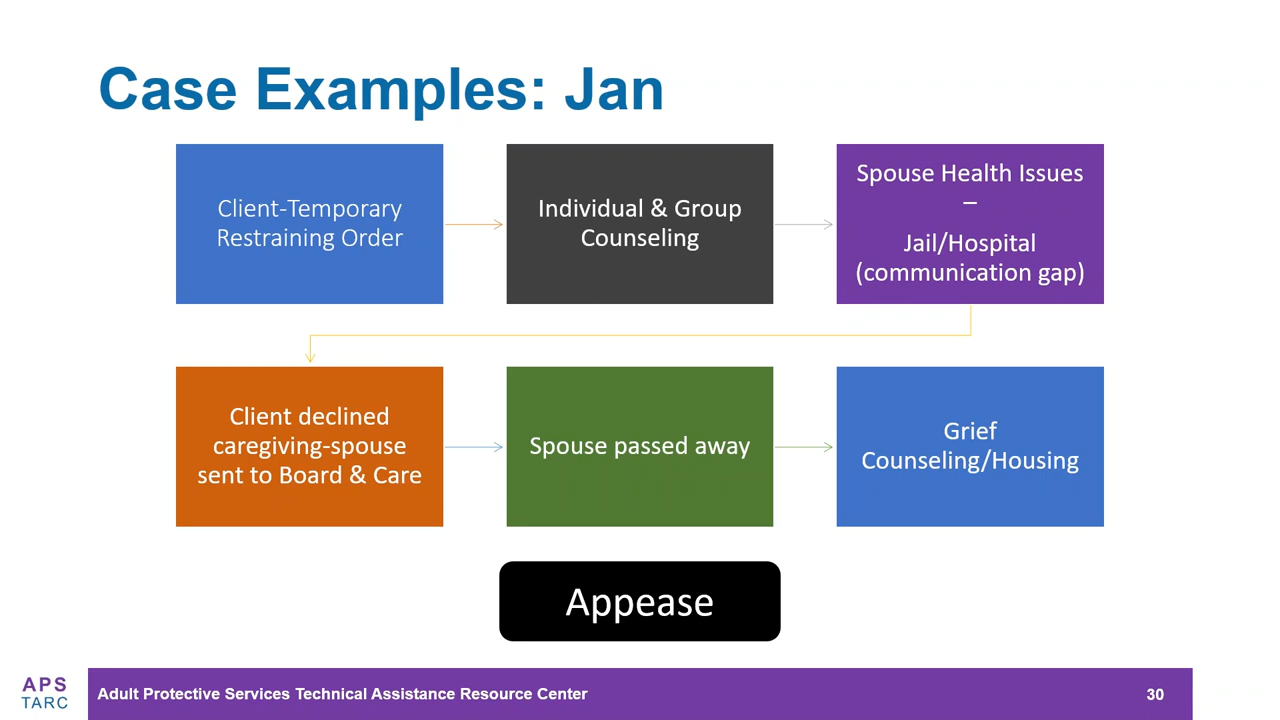 Case Examples: Jan
Client-Temporary
Restraining Order
Individual & Group
Counseling
Spouse Health Issues
–
Jail/Hospital
(communication gap)
Client declined
caregiving-spouse
sent to Board & Care
Spouse passed away
Grief
Counseling/Housing
Appease
APS
TARC
Adult Protective Services Technical Assistance Resource Center
30